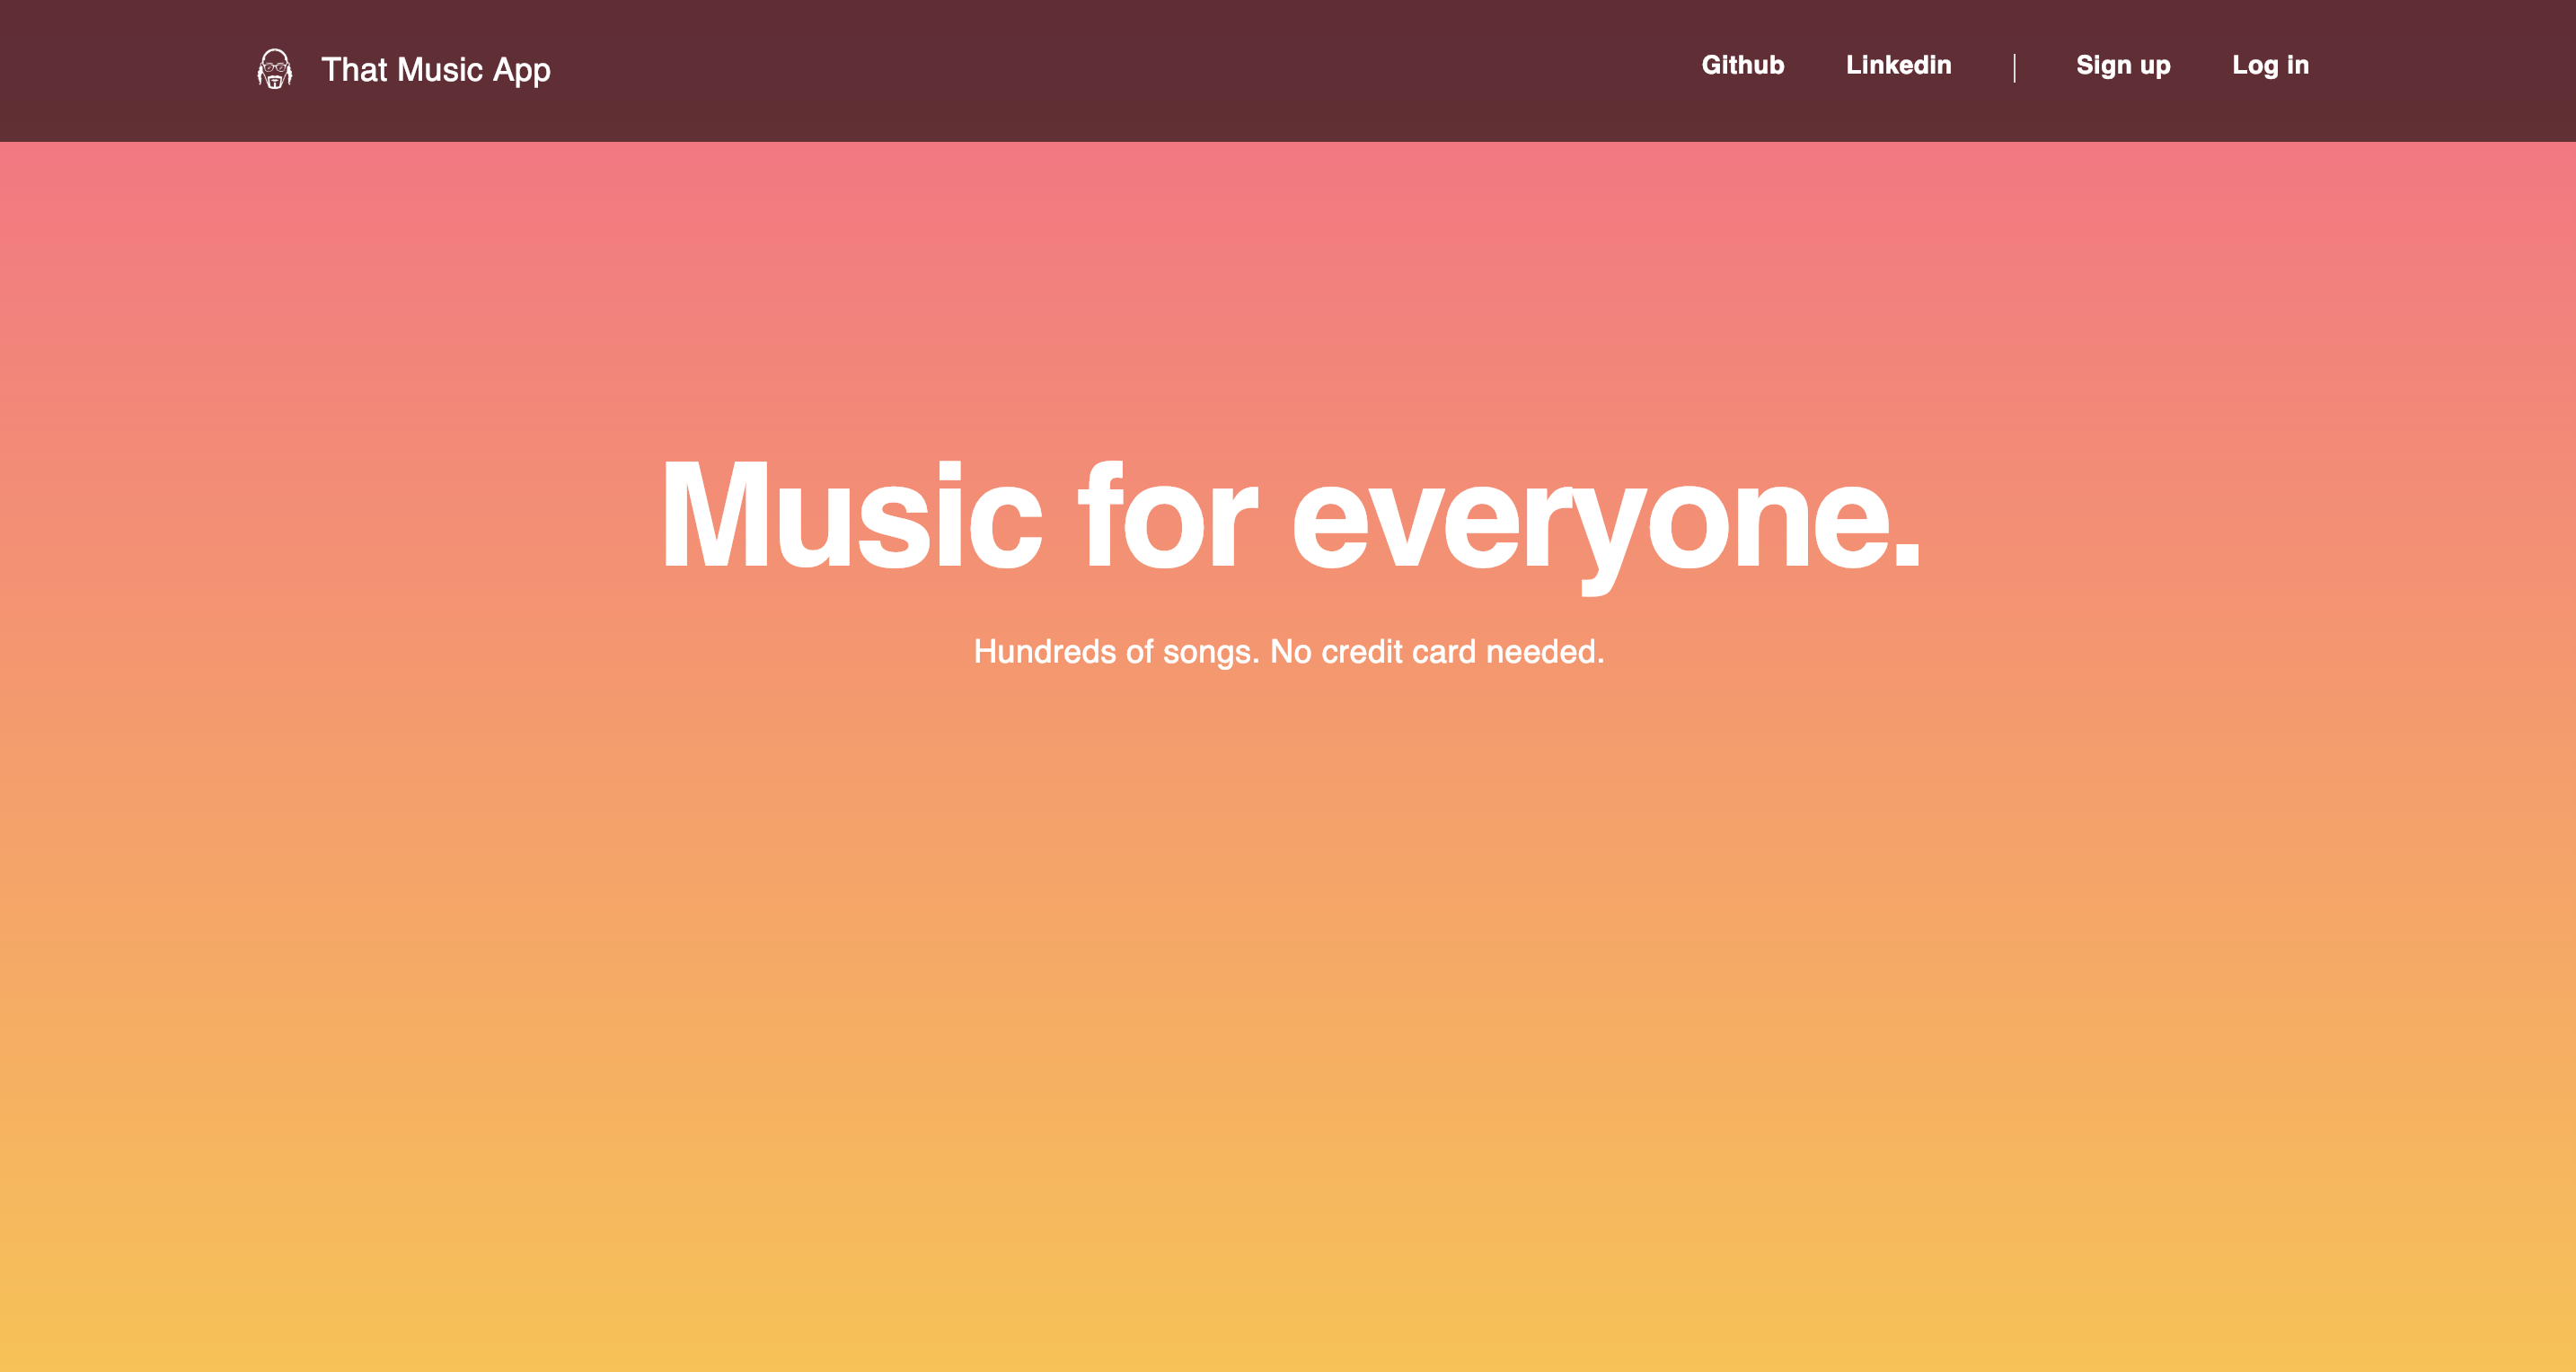 That Music App
Github Linkedin | Sign up Log in
Music for everyone.
Hundreds of songs. No credit card needed.